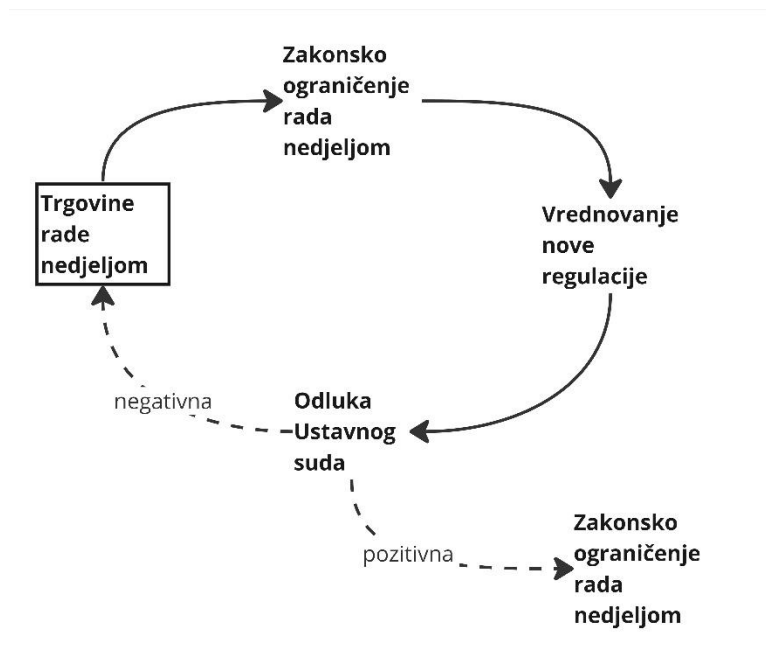 Zakonsko
ograničenje
rada
nedjeljom
Trgovine
rade
nedjeljom
Vrednovanje
nove
regulacije
negativna
Odluka
Ustavnog
suda
pozitivna
Zakonsko
ograničenje
rada
nedjeljom